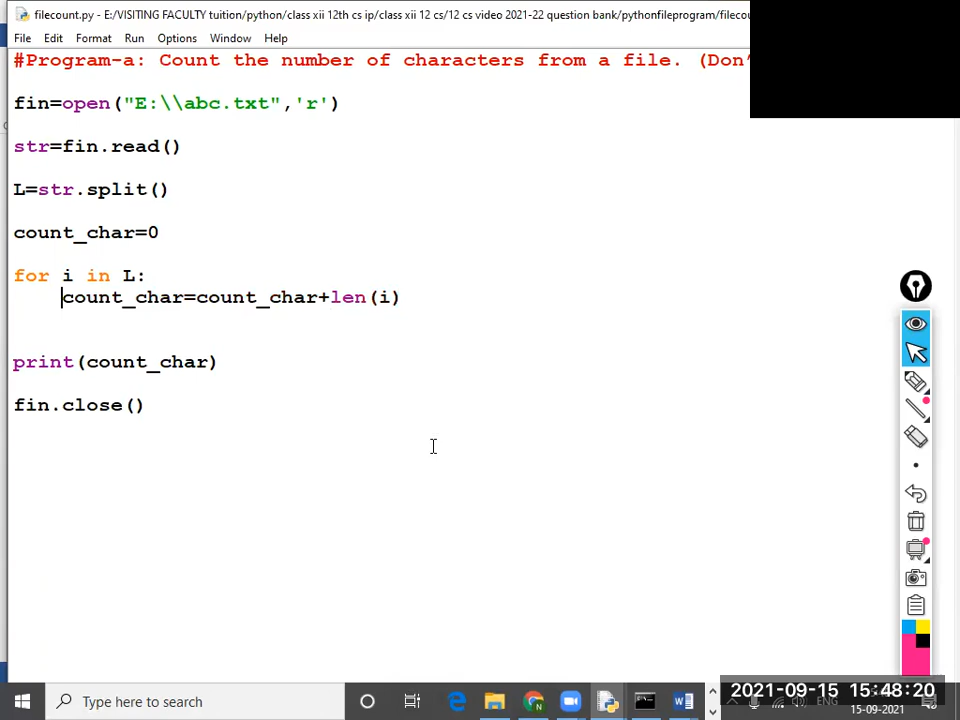 filecount.py - E:/VISITING FACULTY tuition/python/class xii 12th cs ip/class xii 12 cs/12 cs video 2021-22 question bank/pythonfileprogram/filecou
File Edit Format Run Options Window Help
#Program-a: Count the number of characters from a file. (Don'
fin=open("E:\\abc.txt",'r')
str=fin.read()
L=str.split()
count_char=0
for i in L:
    count_char=count_char+len(i)
print(count_char)
fin.close()
Type here to search
2021-09-15 15:48:20
ENG
15-09-2021